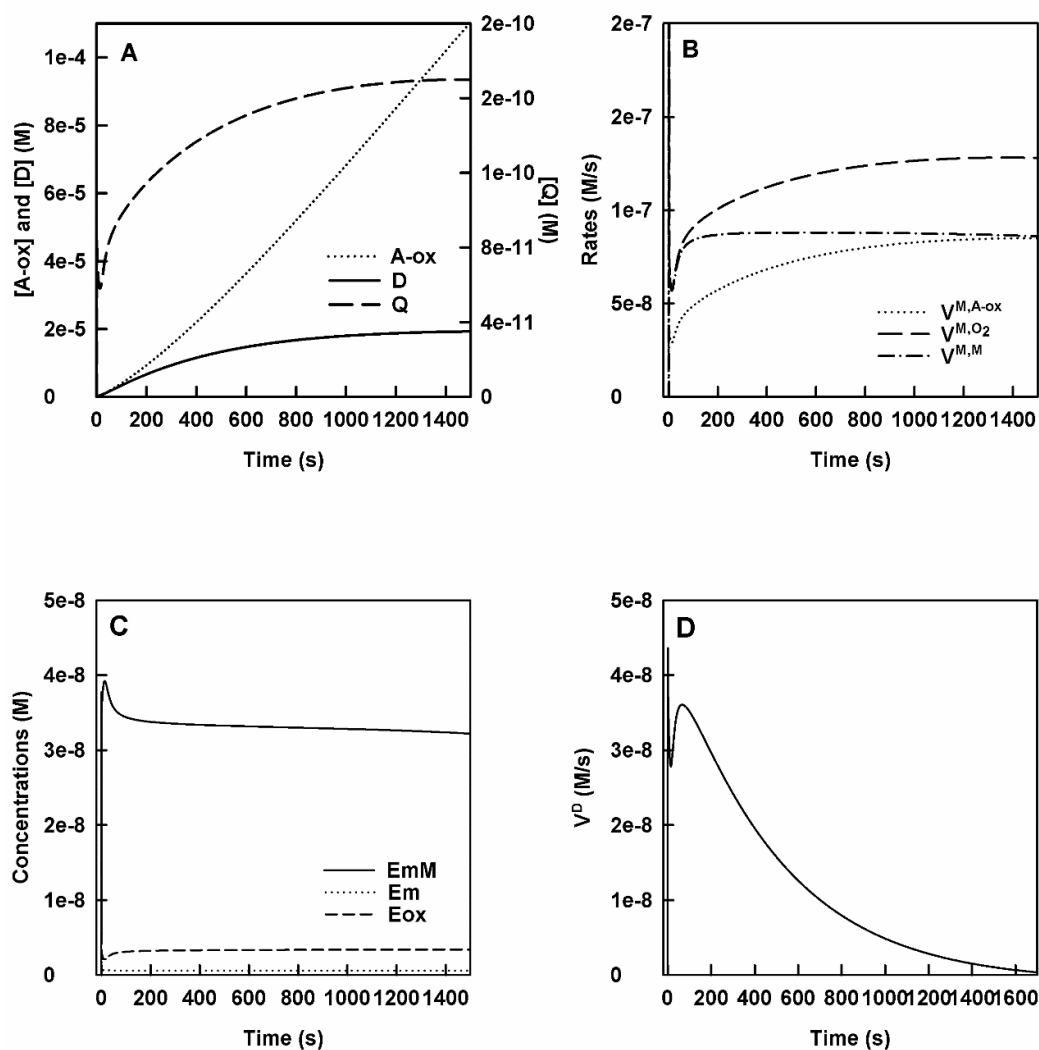 A
1e-4
8e-5
6e-5
4e-5
2e-5
0
[A-ox] and [D] (M)
2e-10
2e-10
1e-10
8e-11
4e-11
0
[Q] (M)
A-ox
D
Q
0 200 400 600 800 1000 1200 1400
Time (s)
B
2e-7
2e-7
1e-7
5e-8
0
Rates (M/s)
V^M,A-ox
V^M,O2
V^M,M
0 200 400 600 800 1000 1200 1400
Time (s)
C
5e-8
4e-8
3e-8
2e-8
1e-8
0
Concentrations (M)
EmM
Em
Eox
0 200 400 600 800 1000 1200 1400
Time (s)
D
5e-8
4e-8
3e-8
2e-8
1e-8
0
V^D (M/s)
0 200 400 600 800 1000 1200 1400 1600
Time (s)